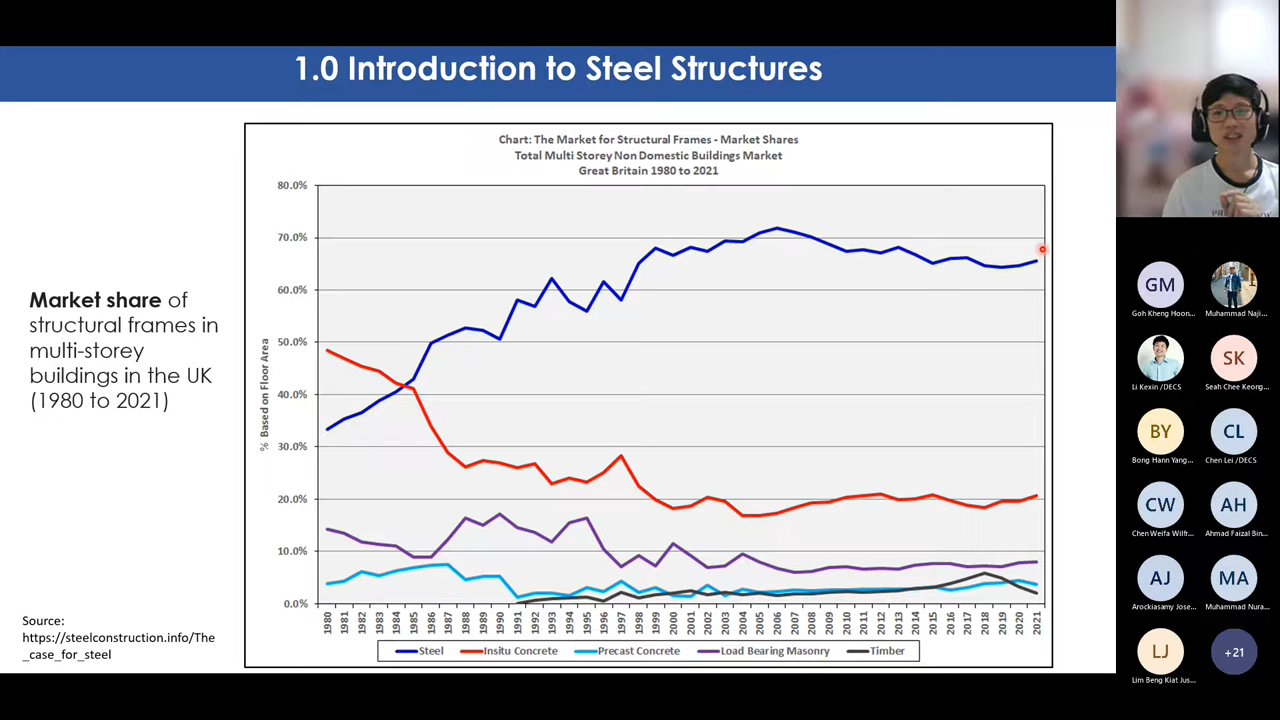 1.0 Introduction to Steel Structures
Chart: The Market for Structural Frames - Market Shares
Total Multi Storey Non Domestic Buildings Market
Great Britain 1980 to 2021
80.0%
70.0%
60.0%
50.0%
40.0%
30.0%
20.0%
10.0%
0.0%
% Based on Floor Area
1980 1981 1982 1983 1984 1985 1986 1987 1988 1989 1990 1991 1992 1993 1994 1995 1996 1997 1998 1999 2000 2001 2002 2003 2004 2005 2006 2007 2008 2009 2010 2011 2012 2013 2014 2015 2016 2017 2018 2019 2020 2021
Steel Insitu Concrete Precast Concrete Load Bearing Masonry Timber
Market share of
structural frames in
multi-storey
buildings in the UK
(1980 to 2021)
Source:
https://steelconstruction.info/The
_case_for_steel
GM
Goh Kheng Hoon...
Muhammad Naji...
Li Kexin /DECS
SK
Seah Chee Keong...
BY
Bong Hann Yang...
CL
Chen Lei /DECS
CW
Chen Weifa Wilfr...
AH
Ahmad Faizal Bin...
AJ
Arockiasamy Jose...
MA
Muhammad Nura...
LJ
Lim Beng Kiat Jus...
+21